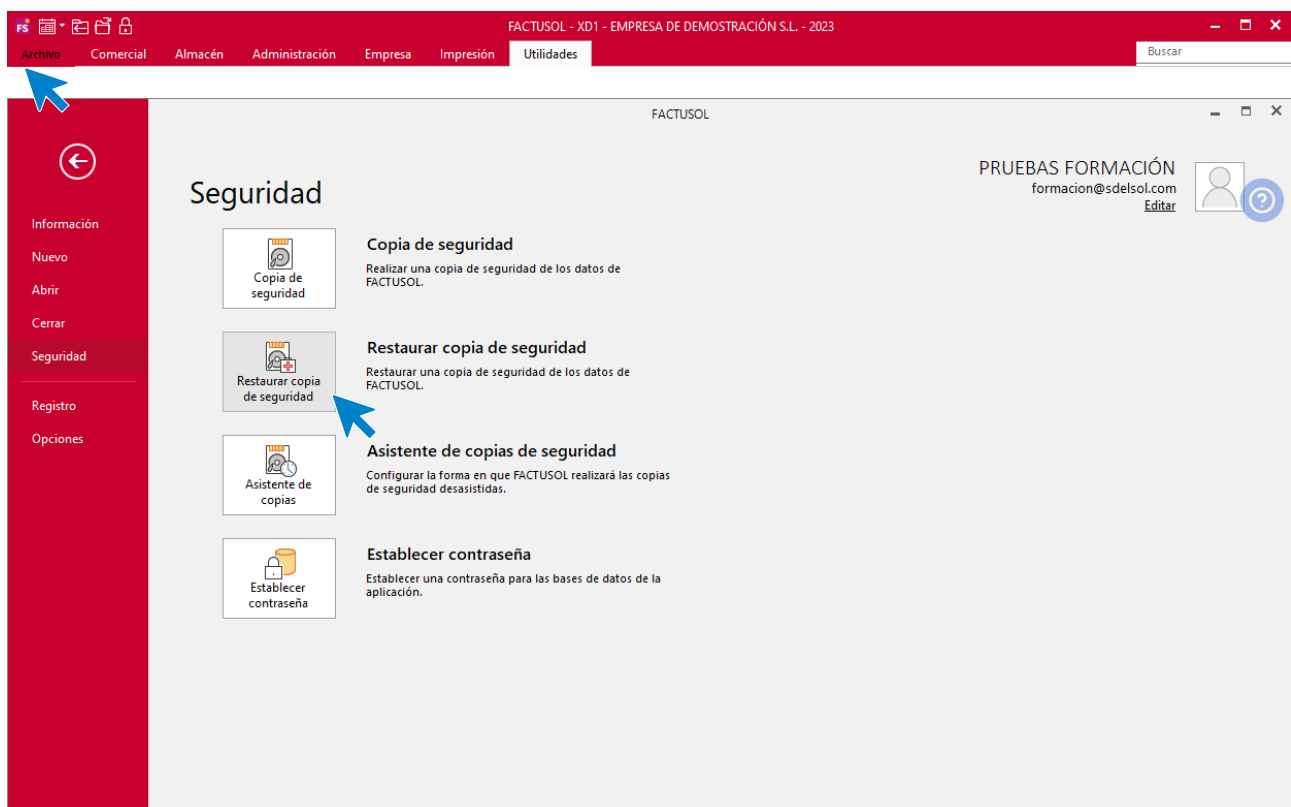 FS
FACTUSOL - XD1 - EMPRESA DE DEMOSTRACIÓN S.L. - 2023
Archivo Comercial Almacén Administración Empresa Impresión Utilidades Buscar
FACTUSOL
PRUEBAS FORMACIÓN
formacion@sdelsol.com
Editar
?
Información
Nuevo
Abrir
Cerrar
Seguridad
Registro
Opciones
Seguridad
Copia de
seguridad
Copia de seguridad
Realizar una copia de seguridad de los datos de
FACTUSOL.
Restaurar copia
de seguridad
Restaurar copia de seguridad
Restaurar una copia de seguridad de los datos de
FACTUSOL.
Asistente de
copias
Asistente de copias de seguridad
Configurar la forma en que FACTUSOL realizará las copias
de seguridad desasistidas.
Establecer
contraseña
Establecer contraseña
Establecer una contraseña para las bases de datos de la
aplicación.